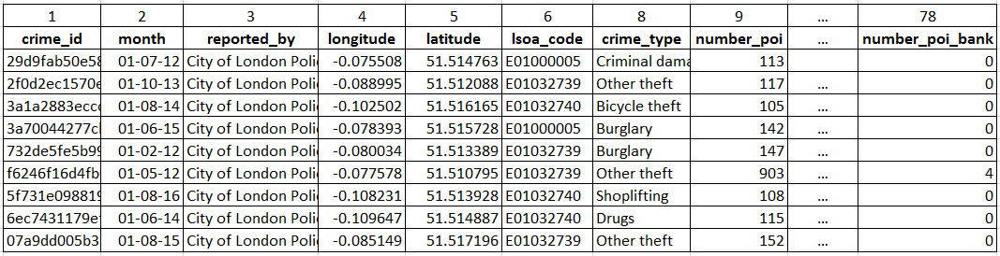 1 2 3 4 5 6 8 9 ... 78
crime_id month reported_by longitude latitude lsoa_code crime_type number_poi ... number_poi_bank
29d9fab50e58 01-07-12 City of London Poli -0.075508 51.514763 E01000005 Criminal dama 113 ... 0
2f0d2ec1570e 01-10-13 City of London Poli -0.088995 51.512088 E01032739 Other theft 117 ... 0
3a1a2883eccc 01-08-14 City of London Poli -0.102502 51.516165 E01032740 Bicycle theft 105 ... 0
3a70044277cl 01-06-15 City of London Poli -0.078393 51.515728 E01000005 Burglary 142 ... 0
732de5fe5b99 01-02-12 City of London Poli -0.080034 51.513389 E01032739 Burglary 147 ... 0
f6246f16d4fb 01-05-12 City of London Poli -0.077578 51.510795 E01032739 Other theft 903 ... 4
5f731e098819 01-08-16 City of London Poli -0.108231 51.513928 E01032740 Shoplifting 108 ... 0
6ec7431179e 01-06-14 City of London Poli -0.109647 51.514887 E01032740 Drugs 115 ... 0
07a9dd005b3 01-08-15 City of London Poli -0.085149 51.517196 E01032739 Other theft 152 ... 0